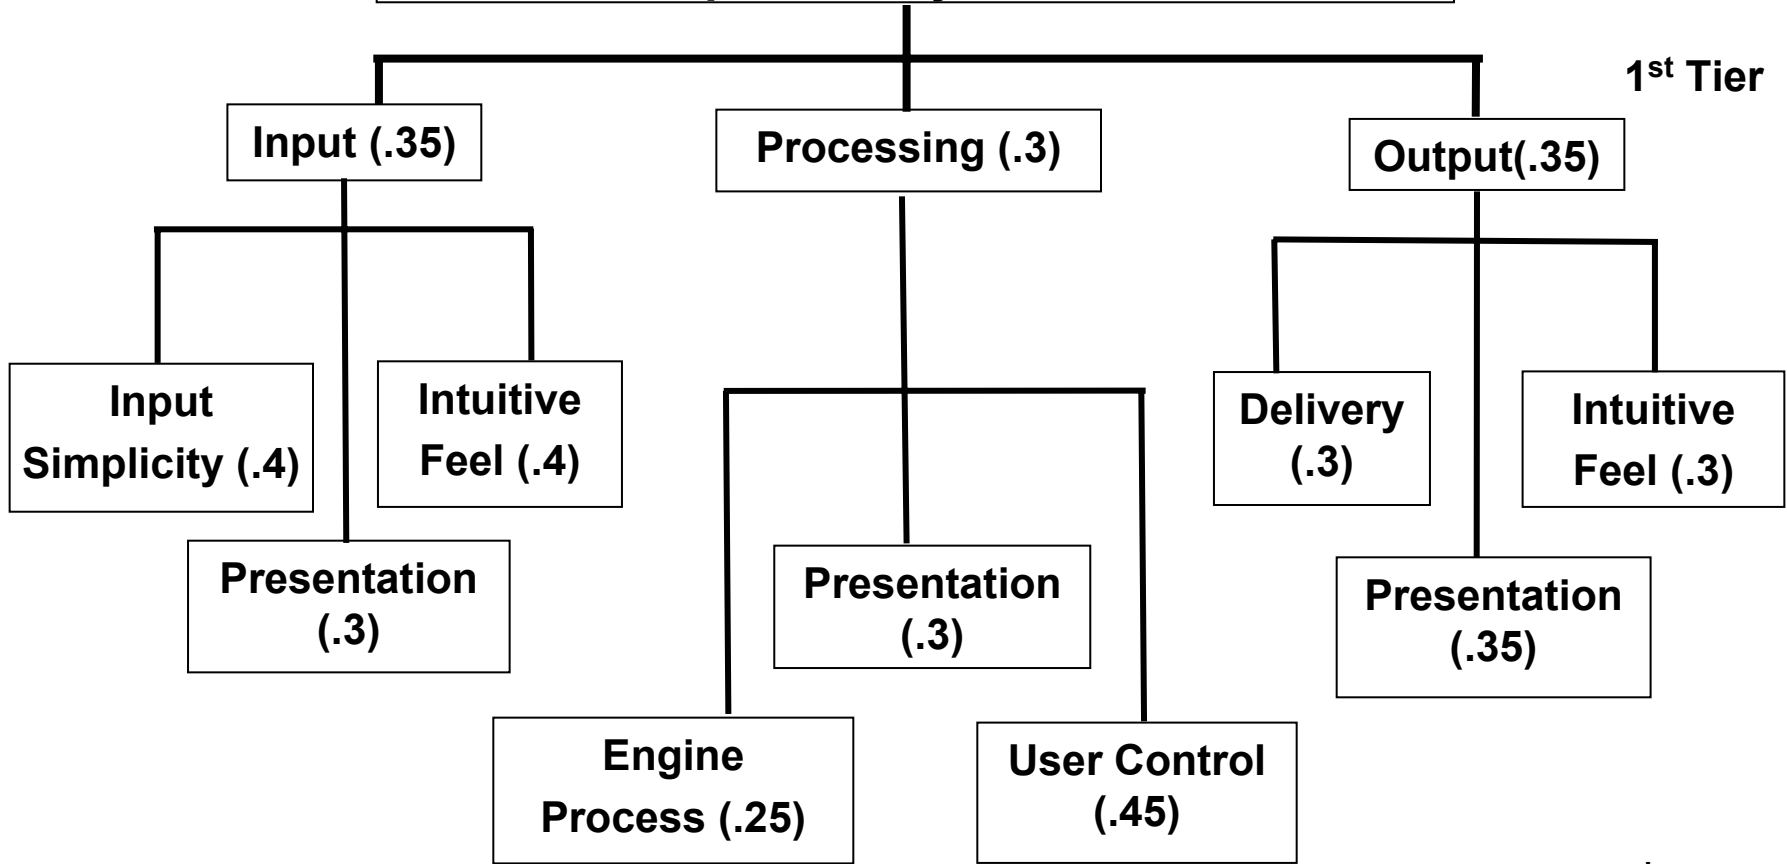 1st Tier
Input (.35)
Processing (.3)
Output(.35)
Input
Simplicity (.4)
Intuitive
Feel (.4)
Presentation
(.3)
Engine
Process (.25)
Presentation
(.3)
User Control
(.45)
Delivery
(.3)
Intuitive
Feel (.3)
Presentation
(.35)